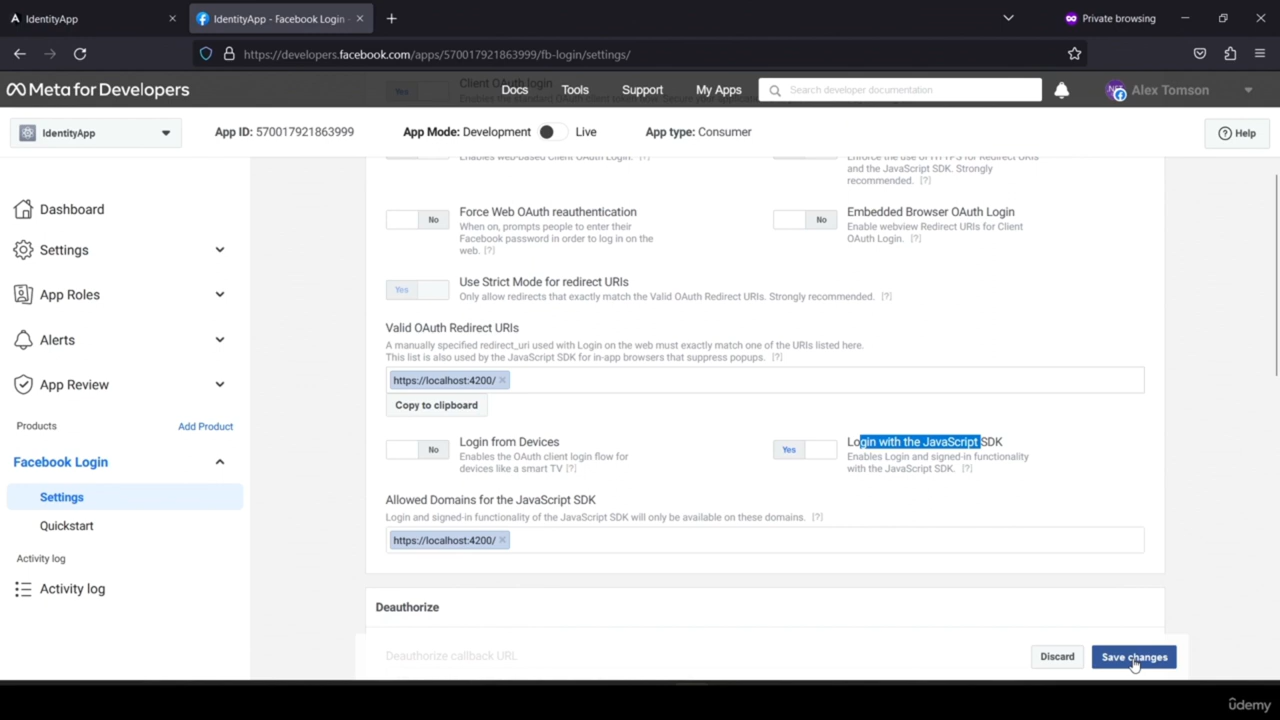 IdentityApp
IdentityApp - Facebook Login -
Private browsing
https://developers.facebook.com/apps/570017921863999/fb-login/settings/
Meta for Developers
Docs
Tools
Support
My Apps
Search developer documentation
Alex Tomson
IdentityApp
App ID: 570017921863999
App Mode: Development
Live
App type: Consumer
Help
Yes
Client OAuth login
Enables web-based Client OAuth Login. [?]
Enforce the use of HTTPS for Redirect URIs
and the JavaScript SDK. Strongly
recommended. [?]
Dashboard
Settings
App Roles
Alerts
App Review
Products
Add Product
Facebook Login
Settings
Quickstart
Activity log
Activity log
No
Force Web OAuth reauthentication
When on, prompts people to enter their
Facebook password in order to log in on the
web. [?]
No
Embedded Browser OAuth Login
Enable webview Redirect URIs for Client
OAuth Login. [?]
Yes
Use Strict Mode for redirect URIs
Only allow redirects that exactly match the Valid OAuth Redirect URIs. Strongly recommended. [?]
Valid OAuth Redirect URIs
A manually specified redirect_uri used with Login on the web must exactly match one of the URIs listed here.
This list is also used by the JavaScript SDK for in-app browsers that suppress popups. [?]
https://localhost:4200/
Copy to clipboard
No
Login from Devices
Enables the OAuth client login flow for
devices like a smart TV [?]
Yes
Login with the JavaScript SDK
Enables Login and signed-in functionality
with the JavaScript SDK. [?]
Allowed Domains for the JavaScript SDK
Login and signed-in functionality of the JavaScript SDK will only be available on these domains. [?]
https://localhost:4200/
Deauthorize
Deauthorize callback URL
Discard
Save changes
ûdemy